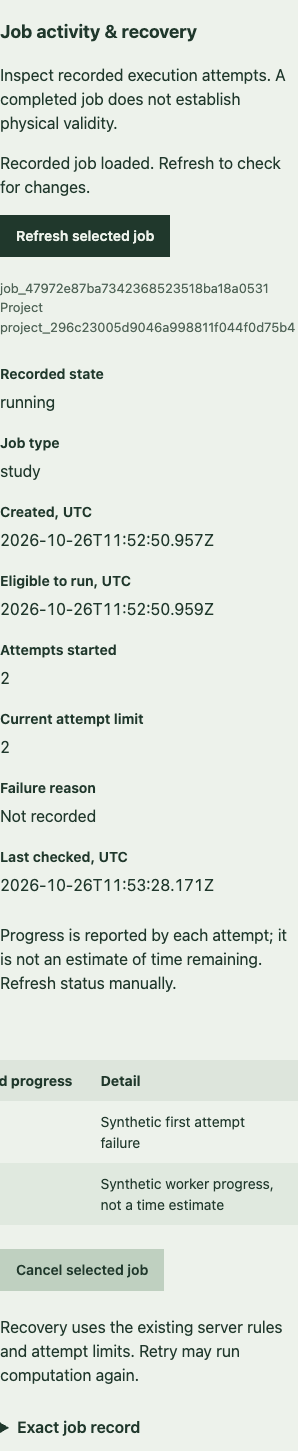 Job activity & recovery
Inspect recorded execution attempts. A
completed job does not establish
physical validity.
Recorded job loaded. Refresh to check
for changes.
Refresh selected job
job_47972e87ba7342368523518ba18a0531
Project
project_296c23005d9046a998811f044f0d75b4
Recorded state
running
Job type
study
Created, UTC
2026-10-26T11:52:50.957Z
Eligible to run, UTC
2026-10-26T11:52:50.959Z
Attempts started
2
Current attempt limit
2
Failure reason
Not recorded
Last checked, UTC
2026-10-26T11:53:28.171Z
Progress is reported by each attempt; it
is not an estimate of time remaining.
Refresh status manually.
d progress Detail
Synthetic first attempt
failure
Synthetic worker progress,
not a time estimate
Cancel selected job
Recovery uses the existing server rules
and attempt limits. Retry may run
computation again.
Exact job record